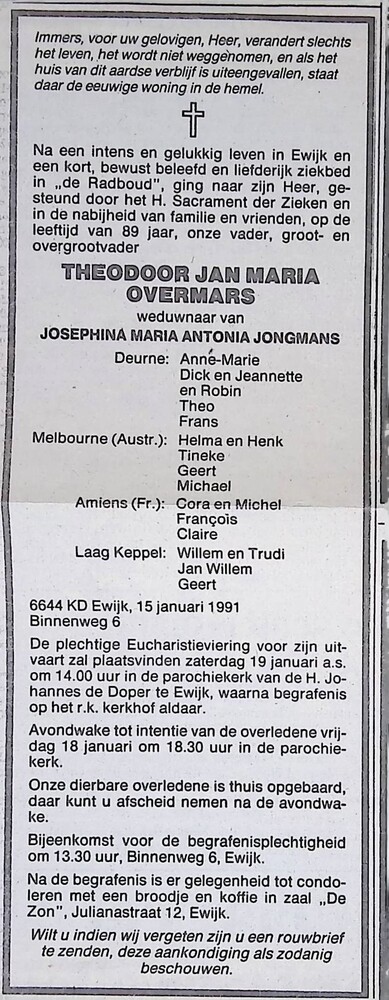 Immers, voor uw gelovigen, Heer, verandert slechts
het leven, het wordt niet weggenomen, en als het
huis van dit aardse verblijf is uiteengevallen, staat
daar de eeuwige woning in de hemel.
Na een intens en gelukkig leven in Ewijk en
een kort, bewust beleefd en liefderijk ziekbed
in „de Radboud”, ging naar zijn Heer, ge-
steund door het H. Sacrament der Zieken en
in de nabijheid van familie en vrienden, op de
leeftijd van 89 jaar, onze vader, groot- en
overgrootvader
THEODOOR JAN MARIA
OVERMARS
weduwnaar van
JOSEPHINA MARIA ANTONIA JONGMANS
Deurne: Anne-Marie
Dick en Jeannette
en Robin
Theo
Frans
Melbourne (Austr.): Helma en Henk
Tineke
Geert
Michael
Amiens (Fr.): Cora en Michel
François
Claire
Laag Keppel: Willem en Trudi
Jan Willem
Geert
6644 KD Ewijk, 15 januari 1991
Binnenweg 6
De plechtige Eucharistieviering voor zijn uit-
vaart zal plaatsvinden zaterdag 19 januari a.s.
om 14.00 uur in de parochiekerk van de H. Jo-
hannes de Doper te Ewijk, waarna begrafenis
op het r.k. kerkhof aldaar.
Avondwake tot intentie van de overledene vrij-
dag 18 januari om 18.30 uur in de parochie-
kerk.
Onze dierbare overledene is thuis opgebaard,
daar kunt u afscheid nemen na de avondwa-
ke.
Bijeenkomst voor de begrafenisplechtigheid
om 13.30 uur, Binnenweg 6, Ewijk.
Na de begrafenis is er gelegenheid tot condo-
leren met een broodje en koffie in zaal „De
Zon”, Julianastraat 12, Ewijk.
Wilt u indien wij vergeten zijn u een rouwbrief
te zenden, deze aankondiging als zodanig
beschouwen.